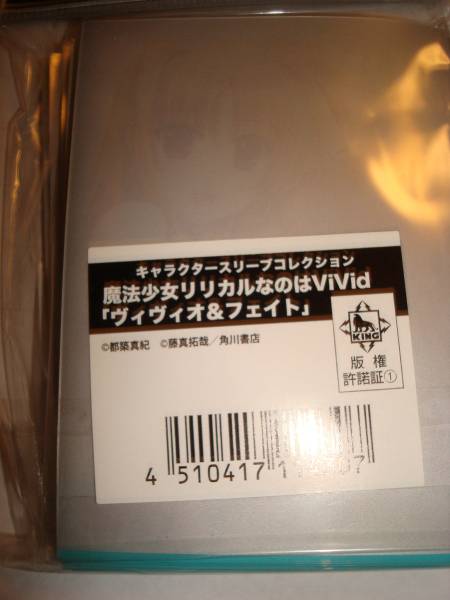 キャラクタースリーブコレクション
魔法少女リリカルなのはViVid
「ヴィヴィオ&フェイト」
©都築真紀 ©藤真拓哉/角川書店
KING
版権
許諾証①
4 510417